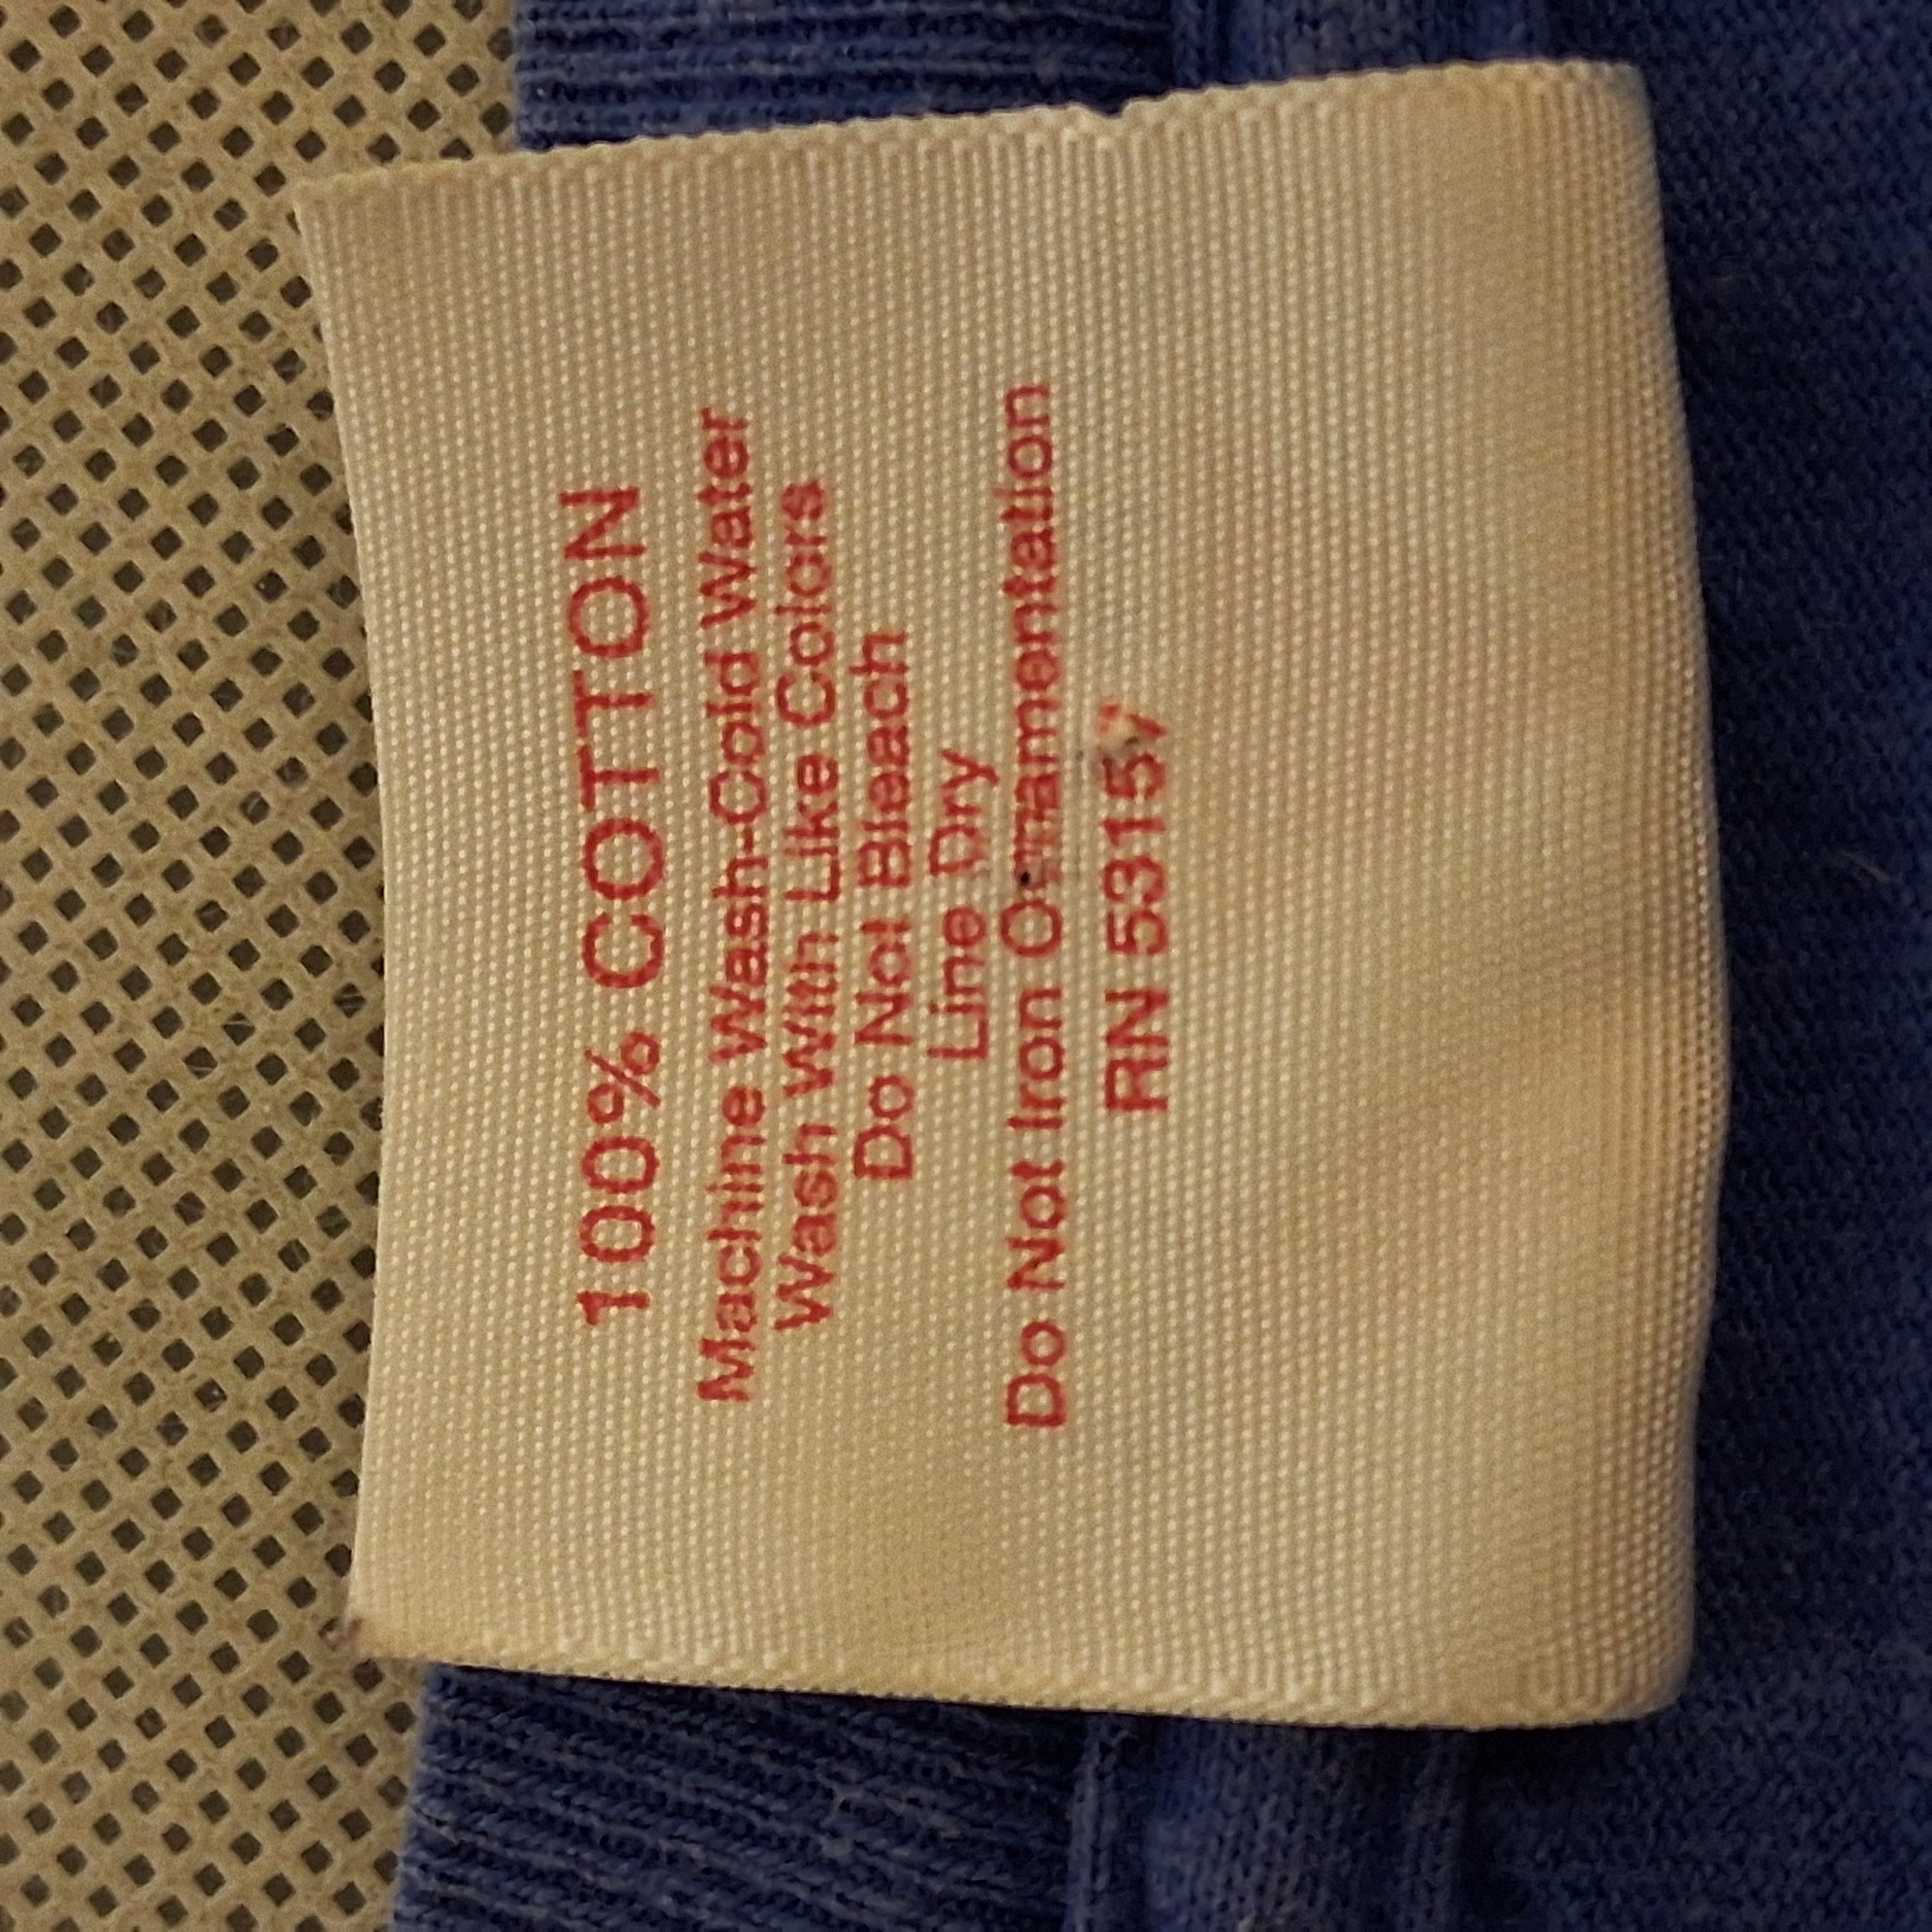 100% COTTON
Machine Wash-Cold Water
Wash With Like Colors
Do Not Bleach
Line Dry
Do Not Iron Ornamentation
RN 53157